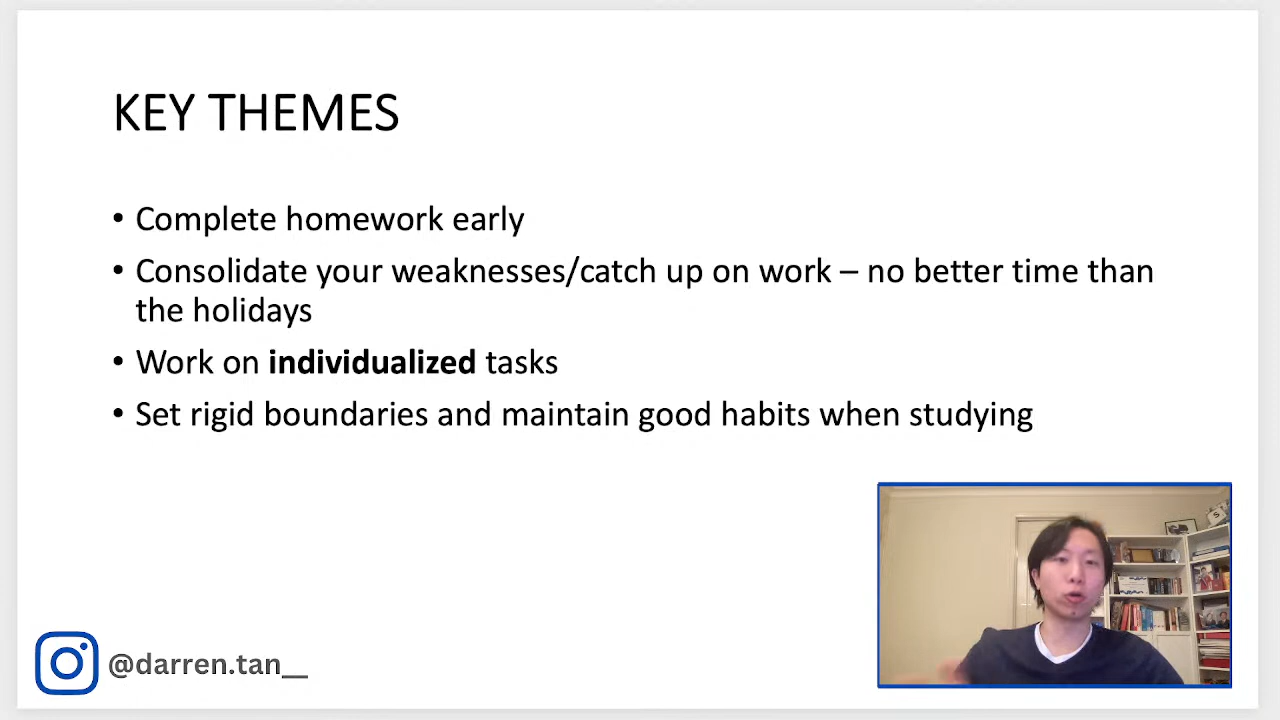 KEY THEMES
• Complete homework early
• Consolidate your weaknesses/catch up on work – no better time than
the holidays
• Work on individualized tasks
• Set rigid boundaries and maintain good habits when studying
@darren.tan__